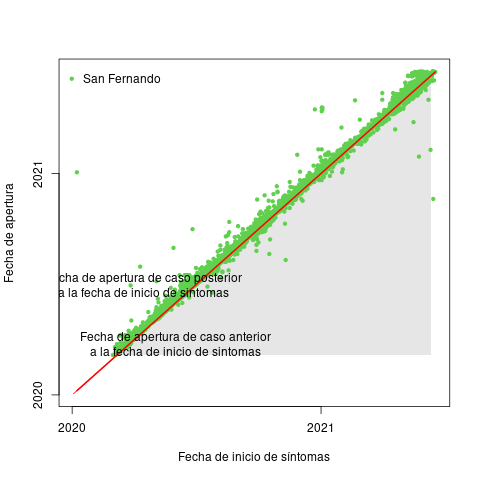 San Fernando
2021
Fecha de apertura
cha de apertura de caso posterior
a la fecha de inicio de síntomas
Fecha de apertura de caso anterior
a la fecha de inicio de sintomas
2020
2020
2021
Fecha de inicio de síntomas